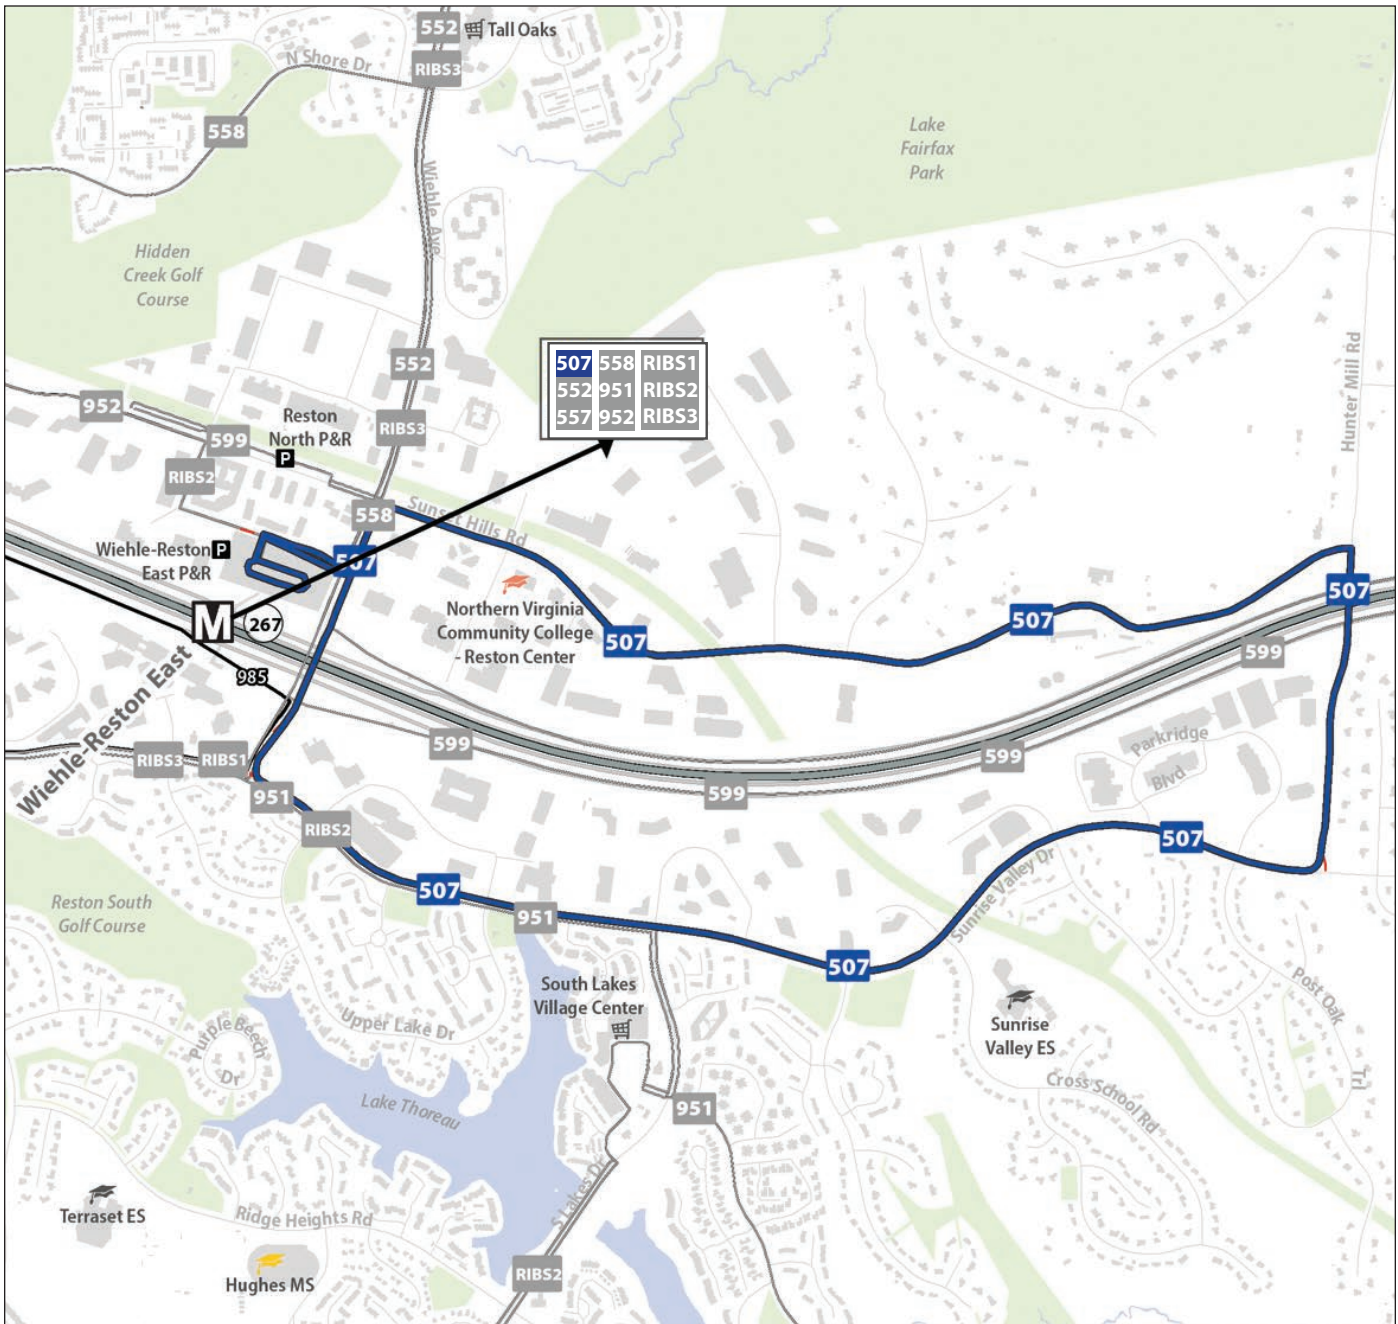 552
Tall Oaks
N Shore Dr
RIBS3
558
Lake
Fairfax
Park
Wiehle Ave
Hidden
Creek Golf
Course
Hunter Mill Rd
552
507 558 RIBS1
552 951 RIBS2
557 952 RIBS3
952
Reston
North P&R
P
599
RIBS3
RIBS2
558
Sunset Hills Rd
Wiehle-Reston P
East P&R
507
507
M
267
Northern Virginia
Community College
- Reston Center
507
507
599
985
Wiehle-Reston East
599
599
Parkridge
Blvd
RIBS3
RIBS1
951
599
RIBS2
507
507
Sunrise Valley Dr
951
Reston South
Golf Course
507
South Lakes
Village Center
Post Oak
Trl
Upper Lake Dr
Purple Beech
Dr
Sunrise
Valley ES
Cross School Rd
Lake Thoreau
951
S Lakes Dr
Terraset ES
Ridge Heights Rd
Hughes MS
RIBS2